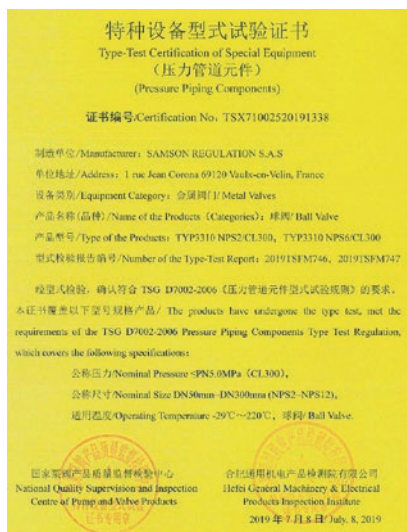 特种设备型式试验证书
Type-Test Certification of Special Equipment
（压力管道元件）
(Pressure Piping Components)
证书编号/Certification No: TSX71002520191338
制造单位/Manufacturer: SAMSON REGULATION S.A.S
单位地址/Address: 1 rue Jean Corona 69120 Vaulx-en-Velin, France
设备类别/Equipment Category: 金属阀门/ Metal Valves
产品名称(品种) /Name of the Products (Categories): 球阀/ Ball Valve
产品型号/Type of the Products: TYP3310 NPS2/CL300, TYP3310 NPS6/CL300
型式检验报告编号/Number of the Type-Test Report: 2019TSFM746, 2019TSFM747
经型式检验，确认符合 TSG D7002-2006《压力管道元件型式试验规则》的要求。
本证书覆盖以下型号规格产品/ The products have undergone the type test, met the
requirements of the TSG D7002-2006 Pressure Piping Components Type Test Regulation,
which covers the following specifications:
公称压力/Nominal Pressure ≤PN5.0MPa (CL300),
公称尺寸/Nominal Size DN50mm~DN300mm (NPS2~NPS12),
适用温度/Operating Temperature -29℃～220℃, 球阀/ Ball Valve.
国家泵阀产品质量监督检验中心
National Quality Supervision and Inspection
Centre of Pump and Valve Products
合肥通用机电产品检测院有限公司
Hefei General Machinery & Electrical
Products Inspection Institute
2019 年 7 月 8 日/ July, 8, 2019